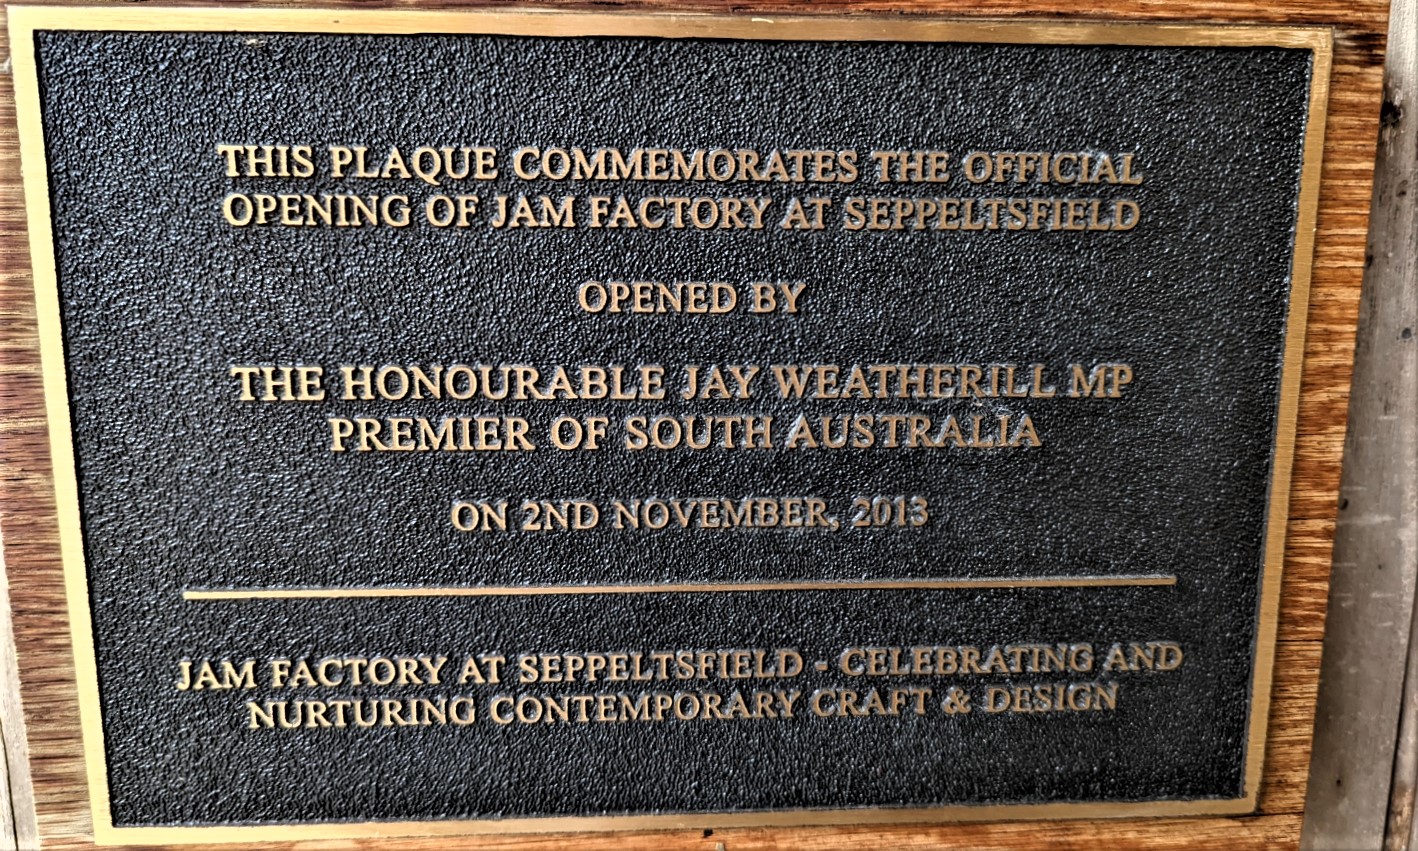 THIS PLAQUE COMMEMORATES THE OFFICIAL
OPENING OF JAM FACTORY AT SEPPELTSFIELD
OPENED BY
THE HONOURABLE JAY WEATHERILL MP
PREMIER OF SOUTH AUSTRALIA
ON 2ND NOVEMBER, 2013
JAM FACTORY AT SEPPELTSFIELD - CELEBRATING AND
NURTURING CONTEMPORARY CRAFT & DESIGN